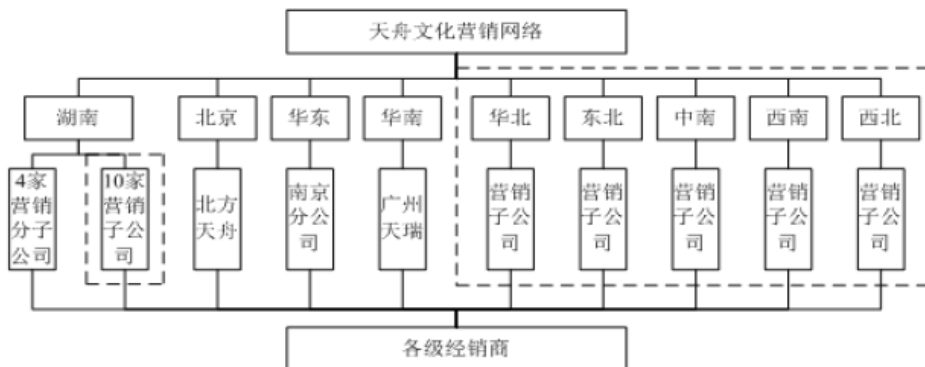 天舟文化营销网络
湖南
北京
华东
华南
华北
东北
中南
西南
西北
4家
营销
分子
公司
10家
营销
子公
司
北方
天舟
南京
分公
司
广州
天瑞
营销
子公
司
营销
子公
司
营销
子公
司
营销
子公
司
营销
子公
司
各级经销商